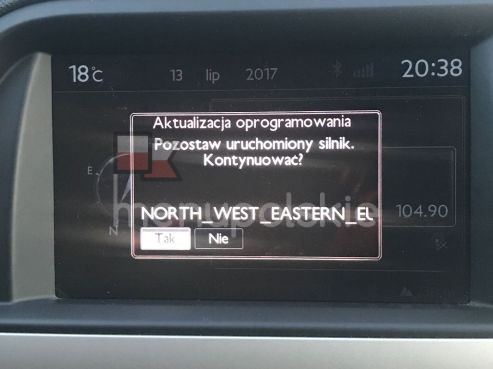 18°C 13 lip 2017 20:38
Aktualizacja oprogramowania
Pozostaw uruchomiony silnik.
Kontynuować?
E
NORTH_WEST_EASTERN_EU
104.90
N
Tak Nie